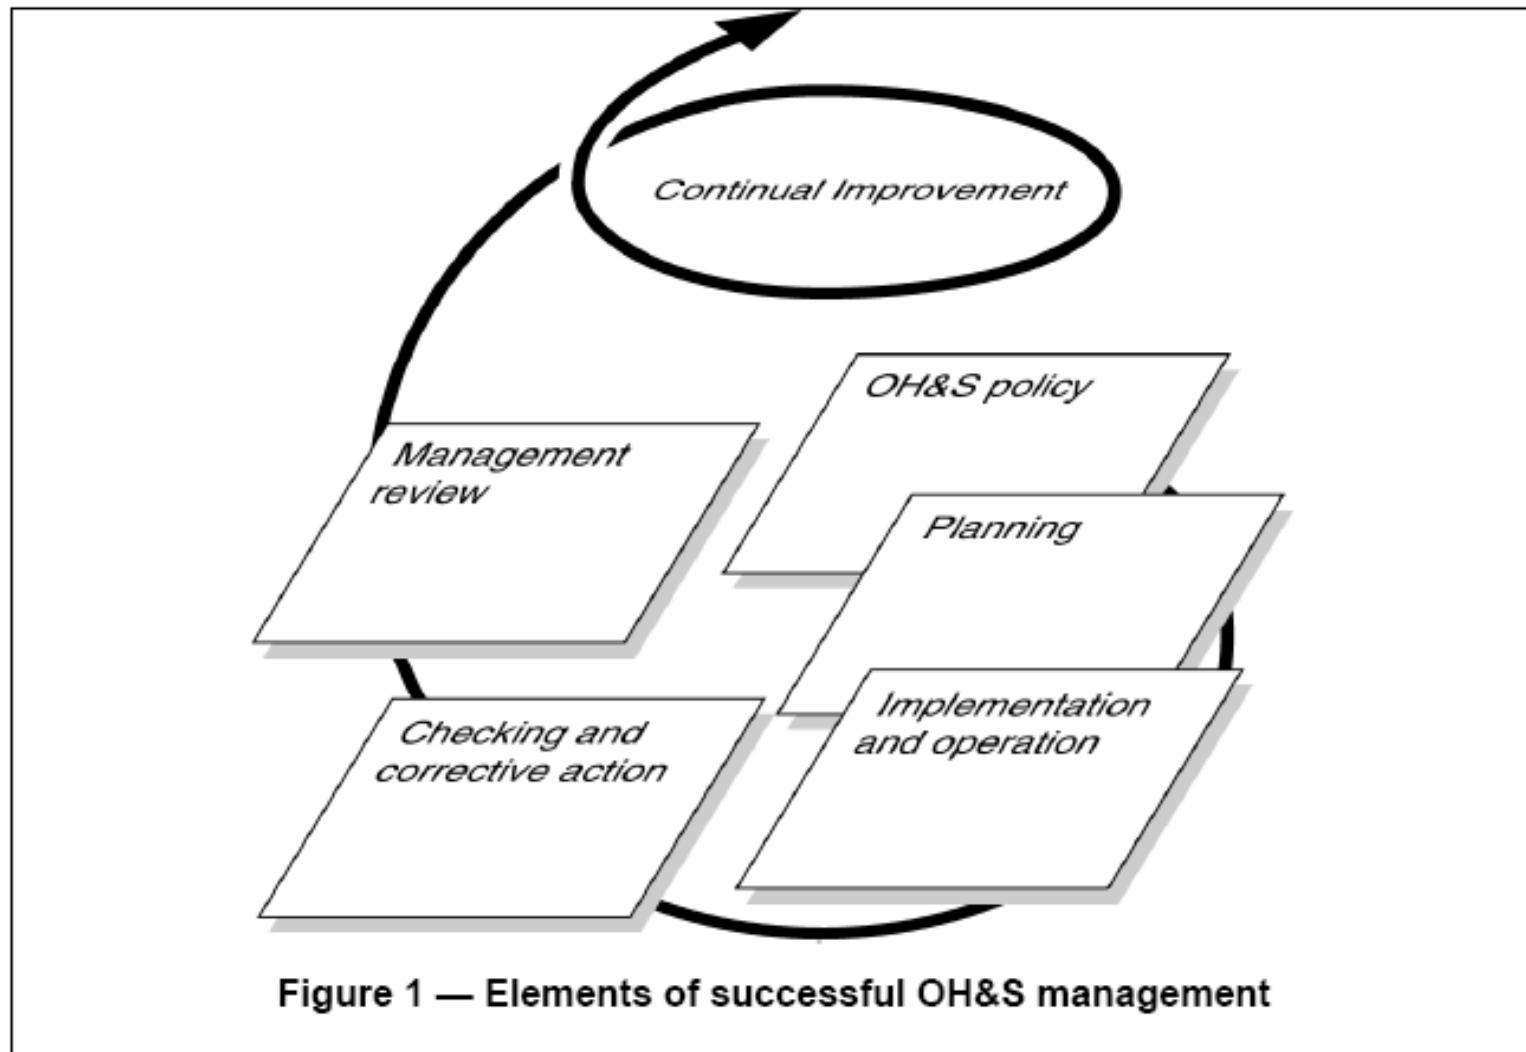 Continual Improvement
OH&S policy
Management
review
Planning
Implementation
and operation
Checking and
corrective action
Figure 1 — Elements of successful OH&S management